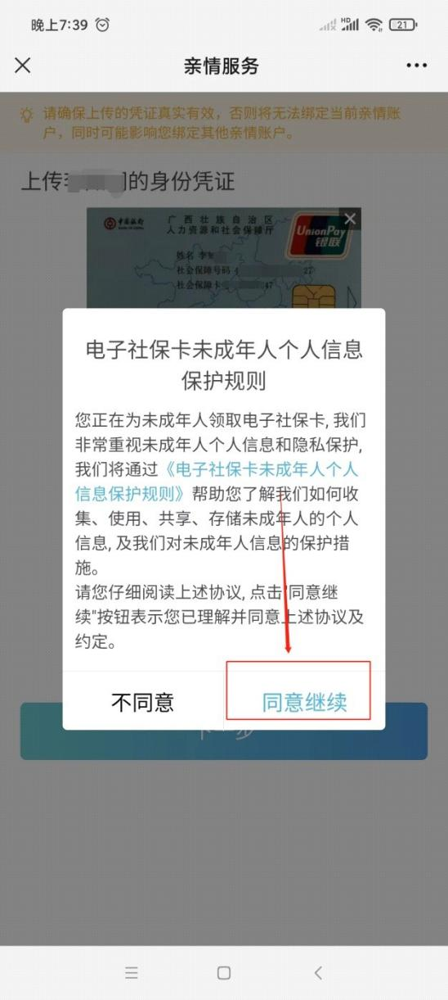 晚上7:39
HD
21
亲情服务
请确保上传的凭证真实有效，否则将无法绑定当前亲情账
户，同时可能影响您绑定其他亲情账户。
上传 的身份凭证
中国银行
BANK OF CHINA
广西壮族自治区
人力资源和社会保障厅
UnionPay
银联
姓名 李
社会保障号码 4 27
社会保障卡 47
电子社保卡未成年人个人信息
保护规则
您正在为未成年人领取电子社保卡, 我们
非常重视未成年人个人信息和隐私保护,
我们将通过《电子社保卡未成年人个人
信息保护规则》帮助您了解我们如何收
集、使用、共享、存储未成年人的个人
信息, 及我们对未成年人信息的保护措
施。
请您仔细阅读上述协议, 点击"同意继
续"按钮表示您已理解并同意上述协议及
约定。
不同意
同意继续
下一步